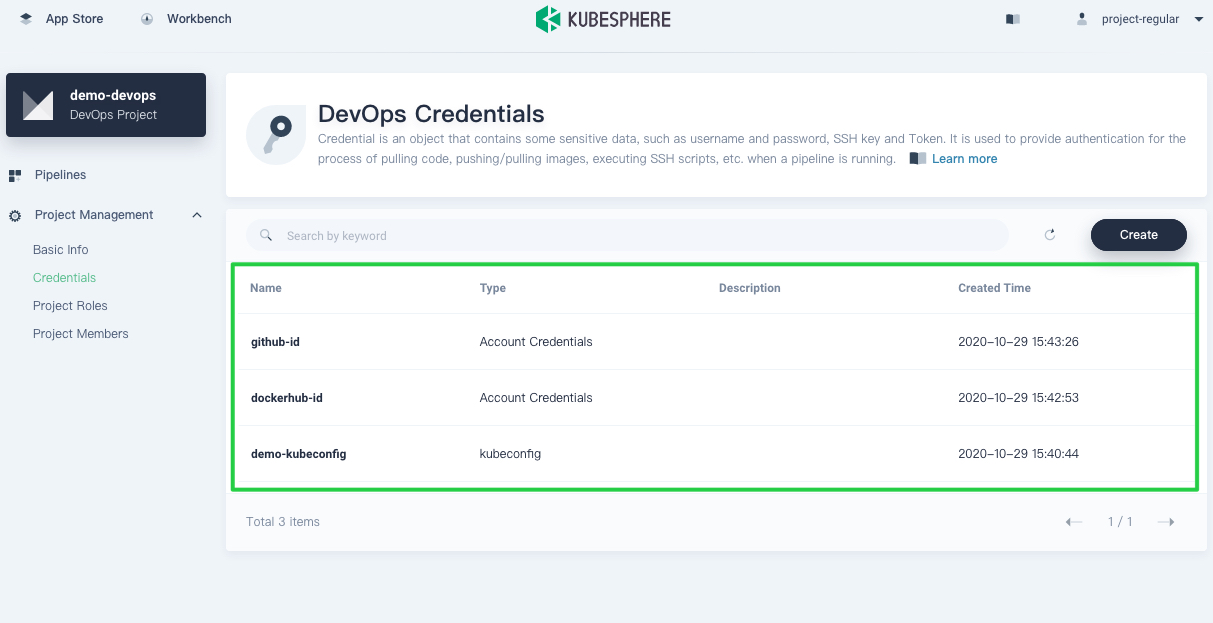 App Store Workbench KUBESPHERE project-regular
demo-devops
DevOps Project
Pipelines
Project Management
Basic Info
Credentials
Project Roles
Project Members
DevOps Credentials
Credential is an object that contains some sensitive data, such as username and password, SSH key and Token. It is used to provide authentication for the
process of pulling code, pushing/pulling images, executing SSH scripts, etc. when a pipeline is running. Learn more
Search by keyword Create
Name Type Description Created Time
github-id Account Credentials 2020-10-29 15:43:26
dockerhub-id Account Credentials 2020-10-29 15:42:53
demo-kubeconfig kubeconfig 2020-10-29 15:40:44
Total 3 items 1 / 1